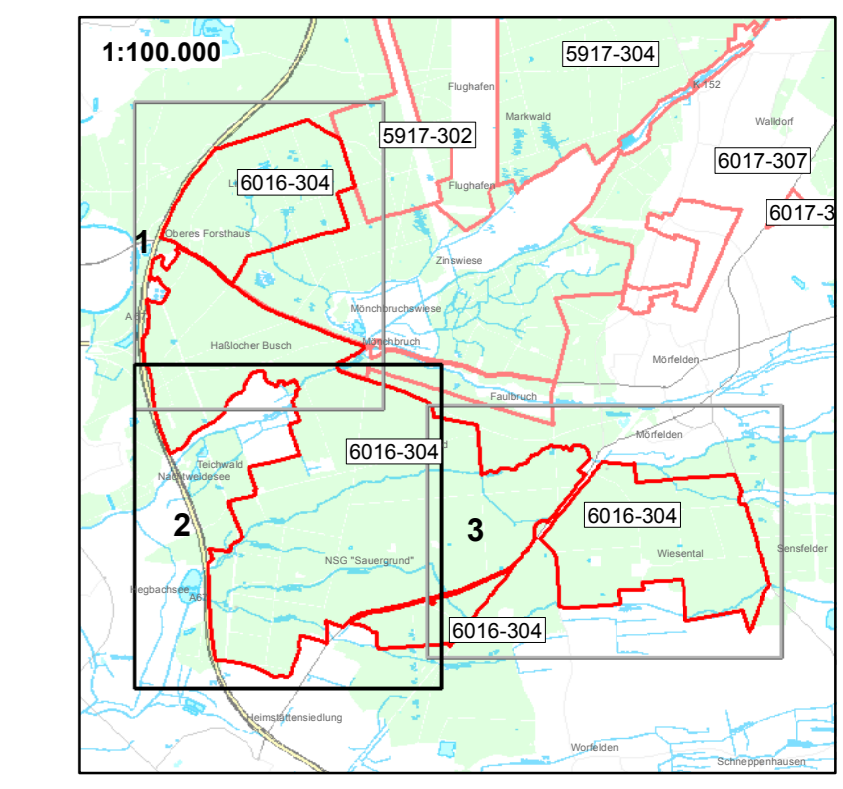 1:100.000
5917-304
Flughafen
K 152
Markwald
Walldorf
5917-302
6017-307
6016-304
Flughafen
6017-3
Oberes Forsthaus
1
Zinswiese
Mönchbruchswiese
Haßlocher Busch
Mönchbruch
Mörfelden
Faulbruch
6016-304
Mörfelden
Teichwald
Nachtweidesee
6016-304
2
3
Wiesental
Sensfelder
NSG "Sauergrund"
Hegbachsee
A67
6016-304
Heimstättensiedlung
Worfelden
Schneppenhausen